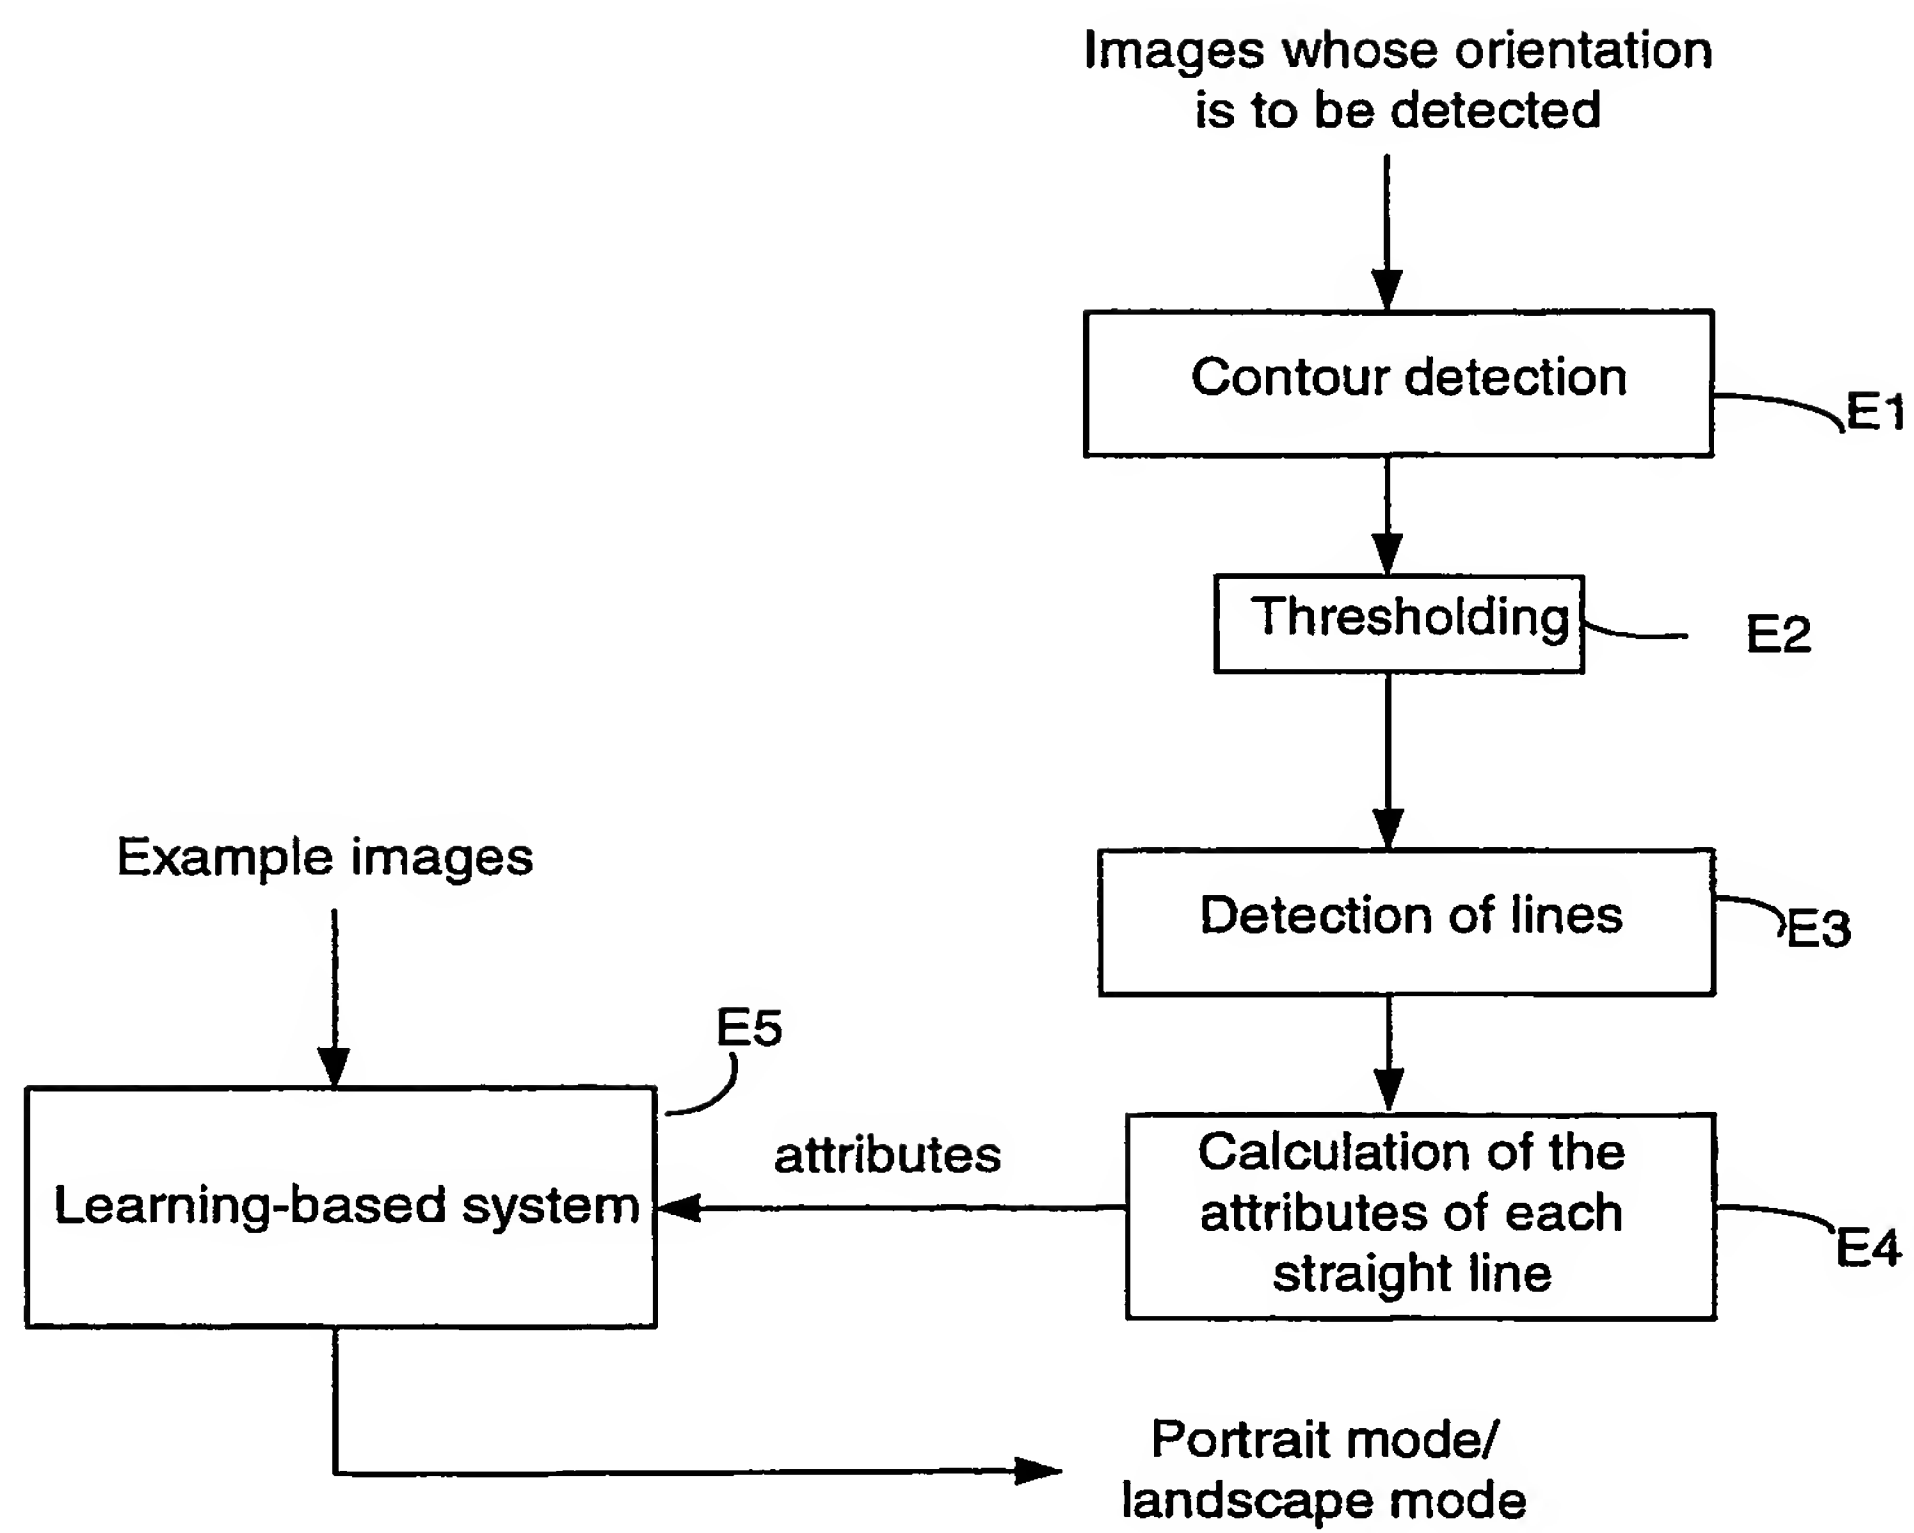 Images whose orientation
is to be detected
Contour detection
E1
Thresholding
E2
Detection of lines
E3
Example images
E5
Learning-based system
attributes
Calculation of the
attributes of each
straight line
E4
Portrait mode/
landscape mode